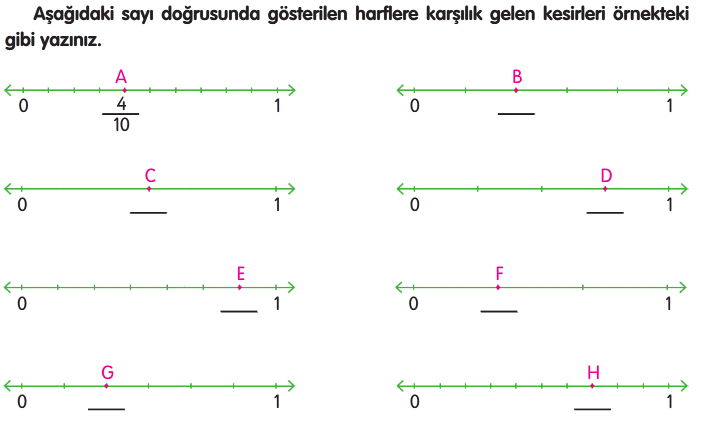 Aşağıdaki sayı doğrusunda gösterilen harflere karşılık gelen kesirleri örnekteki
gibi yazınız.
A
0 4/10 1
B
0 1
C
0 1
D
0 1
E
0 1
F
0 1
G
0 1
H
0 1